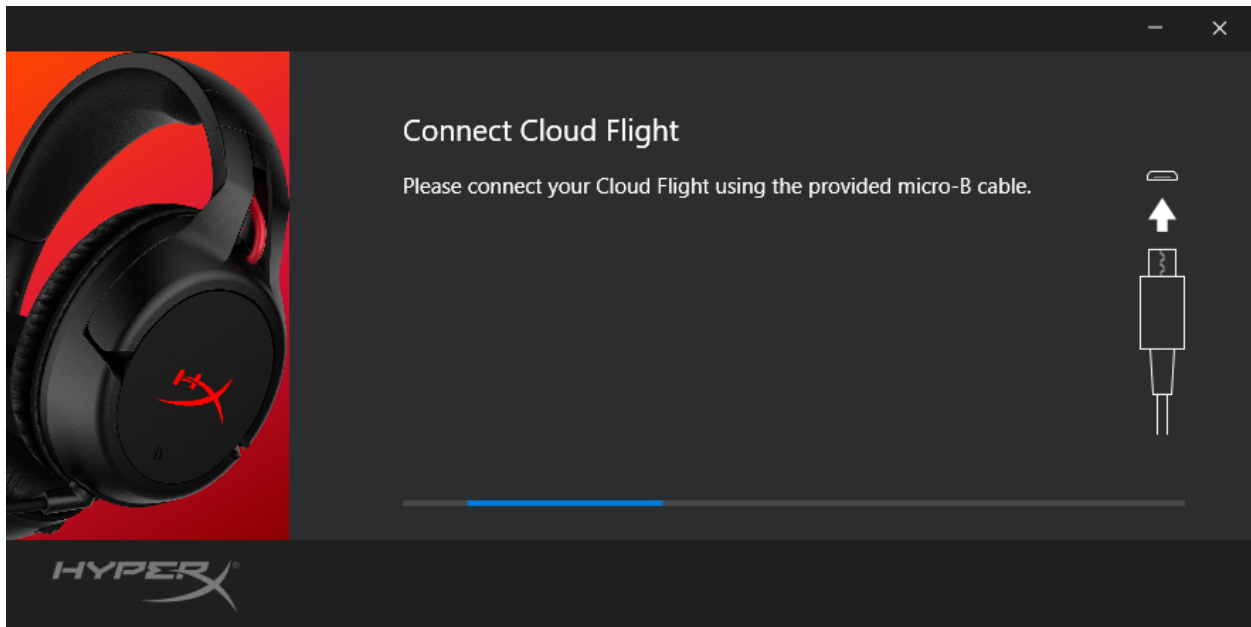 Connect Cloud Flight
Please connect your Cloud Flight using the provided micro-B cable.
HYPERX®